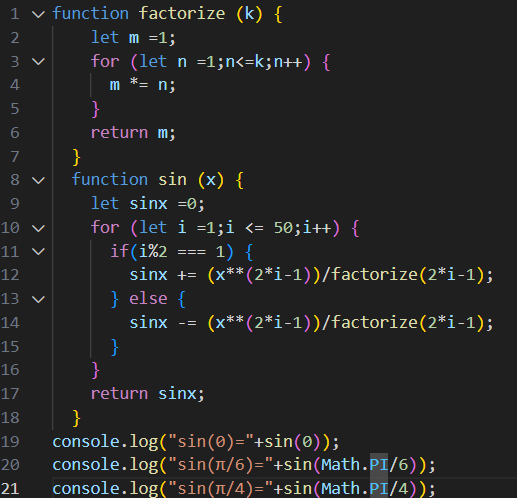 1 function factorize (k) {
2 let m =1;
3 for (let n =1;n<=k;n++) {
4 m *= n;
5 }
6 return m;
7 }
8 function sin (x) {
9 let sinx =0;
10 for (let i =1;i <= 50;i++) {
11 if(i%2 === 1) {
12 sinx += (x**(2*i-1))/factorize(2*i-1);
13 } else {
14 sinx -= (x**(2*i-1))/factorize(2*i-1);
15 }
16 }
17 return sinx;
18 }
19 console.log("sin(0)="+sin(0));
20 console.log("sin(π/6)="+sin(Math.PI/6));
21 console.log("sin(π/4)="+sin(Math.PI/4));